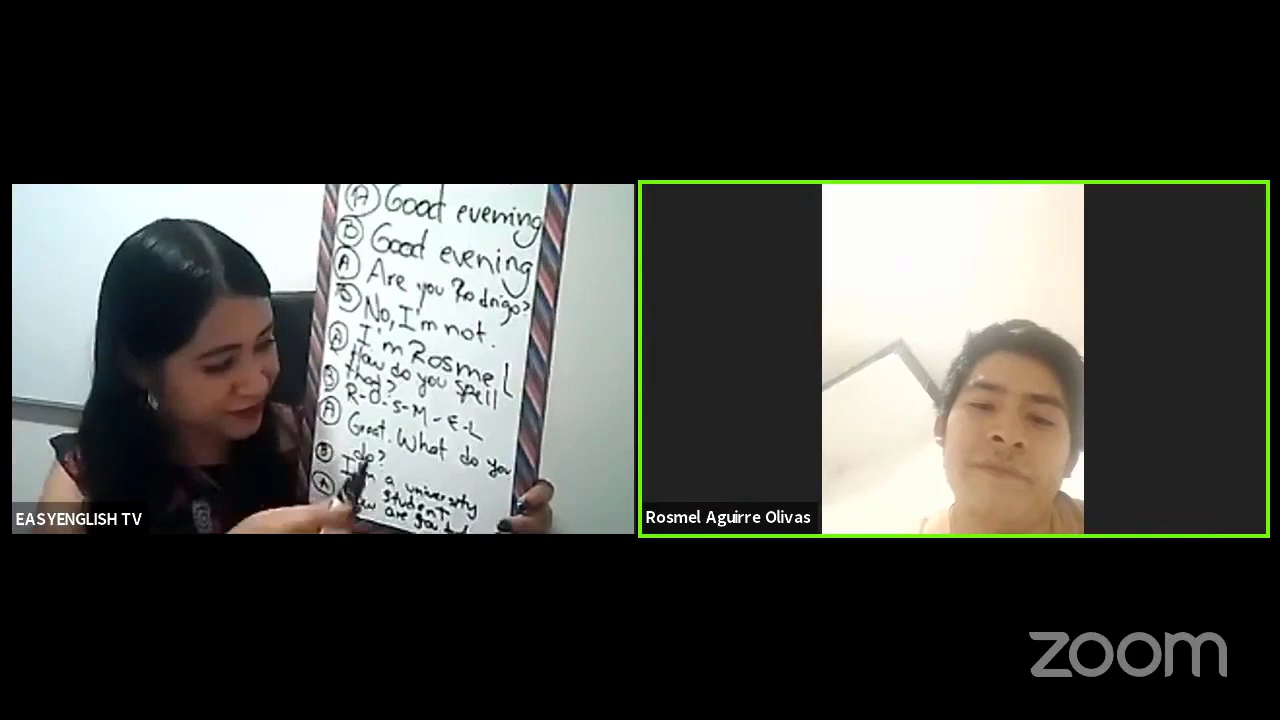 A Good evening
B Good evening
A Are you Rodrigo?
B No, I'm not.
I'm Rosmel
A How do you spell
that?
B R-O-S-M-E-L
A Great. What do you
do?
B I'm a university
student
A How are you
EASYENGLISH TV
Rosmel Aguirre Olivas
zoom